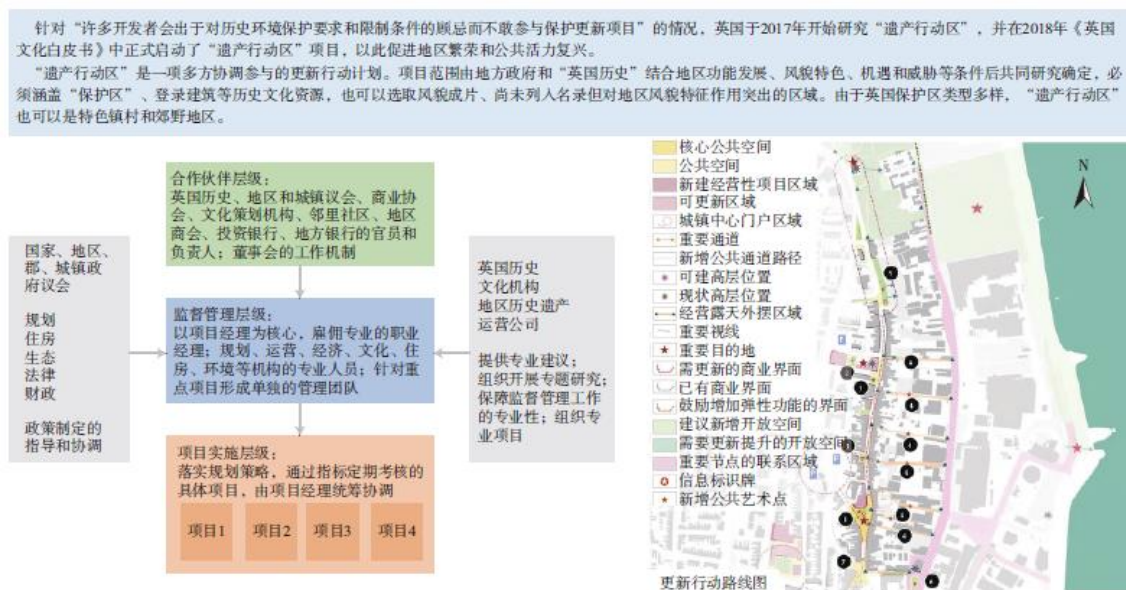 针对“许多开发者会出于对历史环境保护要求和限制条件的顾忌而不敢参与保护更新项目”的情况，英国于2017年开始研究“遗产行动区”，并在2018年《英国
文化白皮书》中正式启动了“遗产行动区”项目，以此促进地区繁荣和公共活力复兴。
“遗产行动区”是一项多方协调参与的更新行动计划。项目范围由地方政府和“英国历史”结合地区功能发展、风貌特色、机遇和威胁等条件后共同研究确定，必
须涵盖“保护区”、登录建筑等历史文化资源，也可以选取风貌成片、尚未列入名录但对地区风貌特征作用突出的区域。由于英国保护区类型多样，“遗产行动区”
也可以是特色镇村和郊野地区。
国家、地区、
郡、城镇政
府议会
规划
住房
生态
法律
财政
政策制定的
指导和协调
合作伙伴层级：
英国历史、地区和城镇议会、商业协
会、文化策划机构、邻里社区、地区
商会、投资银行、地方银行的官员和
负责人；董事会的工作机制
监督管理层级：
以项目经理为核心，雇佣专业的职业
经理；规划、运营、经济、文化、住
房、环境等机构的专业人员；针对重
点项目形成单独的管理团队
项目实施层级：
落实规划策略，通过指标定期考核的
具体项目，由项目经理统筹协调
项目1 项目2 项目3 项目4
英国历史
文化机构
地区历史遗产
运营公司
提供专业建议；
组织开展专题研究；
保障监督管理工作
的专业性；组织专
业项目
核心公共空间
公共空间
新建经营性项目区域
可更新区域
城镇中心门户区域
重要通道
新增公共通道路径
可建高层位置
现状高层位置
经营露天外摆区域
重要视线
重要目的地
需更新的商业界面
已有商业界面
鼓励增加弹性功能的界面
建议新增开放空间
需要更新提升的开放空间
重要节点的联系区域
信息标识牌
新增公共艺术点
N
更新行动路线图